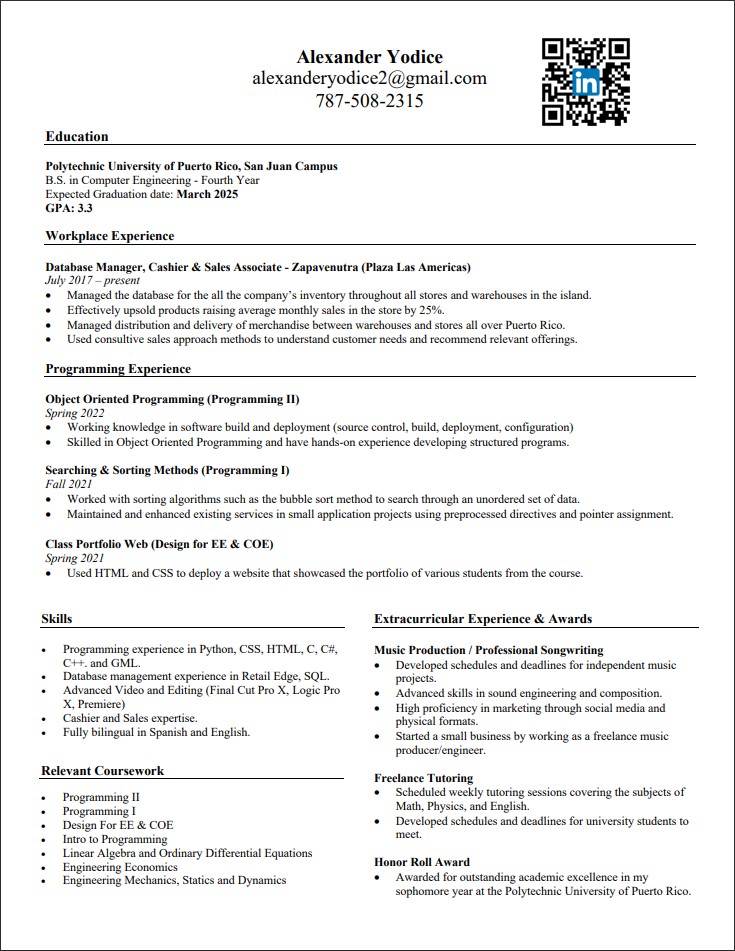 Alexander Yodice
alexanderyodice2@gmail.com
787-508-2315
in
Education
Polytechnic University of Puerto Rico, San Juan Campus
B.S. in Computer Engineering - Fourth Year
Expected Graduation date: March 2025
GPA: 3.3
Workplace Experience
Database Manager, Cashier & Sales Associate - Zapavenutra (Plaza Las Americas)
July 2017 – present
• Managed the database for the all the company’s inventory throughout all stores and warehouses in the island.
• Effectively upsold products raising average monthly sales in the store by 25%.
• Managed distribution and delivery of merchandise between warehouses and stores all over Puerto Rico.
• Used consultive sales approach methods to understand customer needs and recommend relevant offerings.
Programming Experience
Object Oriented Programming (Programming II)
Spring 2022
• Working knowledge in software build and deployment (source control, build, deployment, configuration)
• Skilled in Object Oriented Programming and have hands-on experience developing structured programs.
Searching & Sorting Methods (Programming I)
Fall 2021
• Worked with sorting algorithms such as the bubble sort method to search through an unordered set of data.
• Maintained and enhanced existing services in small application projects using preprocessed directives and pointer assignment.
Class Portfolio Web (Design for EE & COE)
Spring 2021
• Used HTML and CSS to deploy a website that showcased the portfolio of various students from the course.
Skills
• Programming experience in Python, CSS, HTML, C, C#,
C++. and GML.
• Database management experience in Retail Edge, SQL.
• Advanced Video and Editing (Final Cut Pro X, Logic Pro
X, Premiere)
• Cashier and Sales expertise.
• Fully bilingual in Spanish and English.
Relevant Coursework
• Programming II
• Programming I
• Design For EE & COE
• Intro to Programming
• Linear Algebra and Ordinary Differential Equations
• Engineering Economics
• Engineering Mechanics, Statics and Dynamics
Extracurricular Experience & Awards
Music Production / Professional Songwriting
• Developed schedules and deadlines for independent music
projects.
• Advanced skills in sound engineering and composition.
• High proficiency in marketing through social media and
physical formats.
• Started a small business by working as a freelance music
producer/engineer.
Freelance Tutoring
• Scheduled weekly tutoring sessions covering the subjects of
Math, Physics, and English.
• Developed schedules and deadlines for university students to
meet.
Honor Roll Award
• Awarded for outstanding academic excellence in my
sophomore year at the Polytechnic University of Puerto Rico.